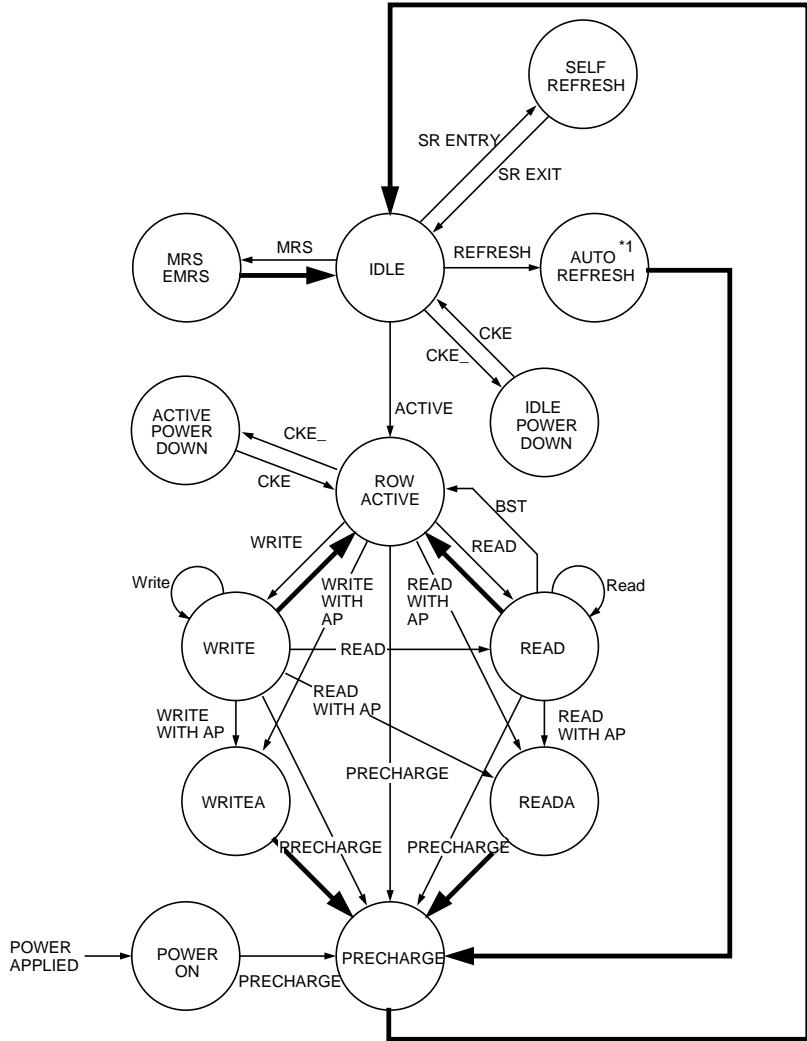 SELF
REFRESH
SR ENTRY
SR EXIT
MRS
EMRS
MRS
IDLE
REFRESH
AUTO
REFRESH
*1
CKE
CKE_
IDLE
POWER
DOWN
ACTIVE
ACTIVE
POWER
DOWN
CKE_
CKE
ROW
ACTIVE
BST
WRITE
READ
Write
WRITE
WITH
AP
READ
WITH
AP
Read
WRITE
READ
READ
READ
WITH AP
WRITE
WITH AP
READ
WITH AP
PRECHARGE
WRITEA
READA
PRECHARGE
PRECHARGE
POWER
APPLIED
POWER
ON
PRECHARGE
PRECHARGE